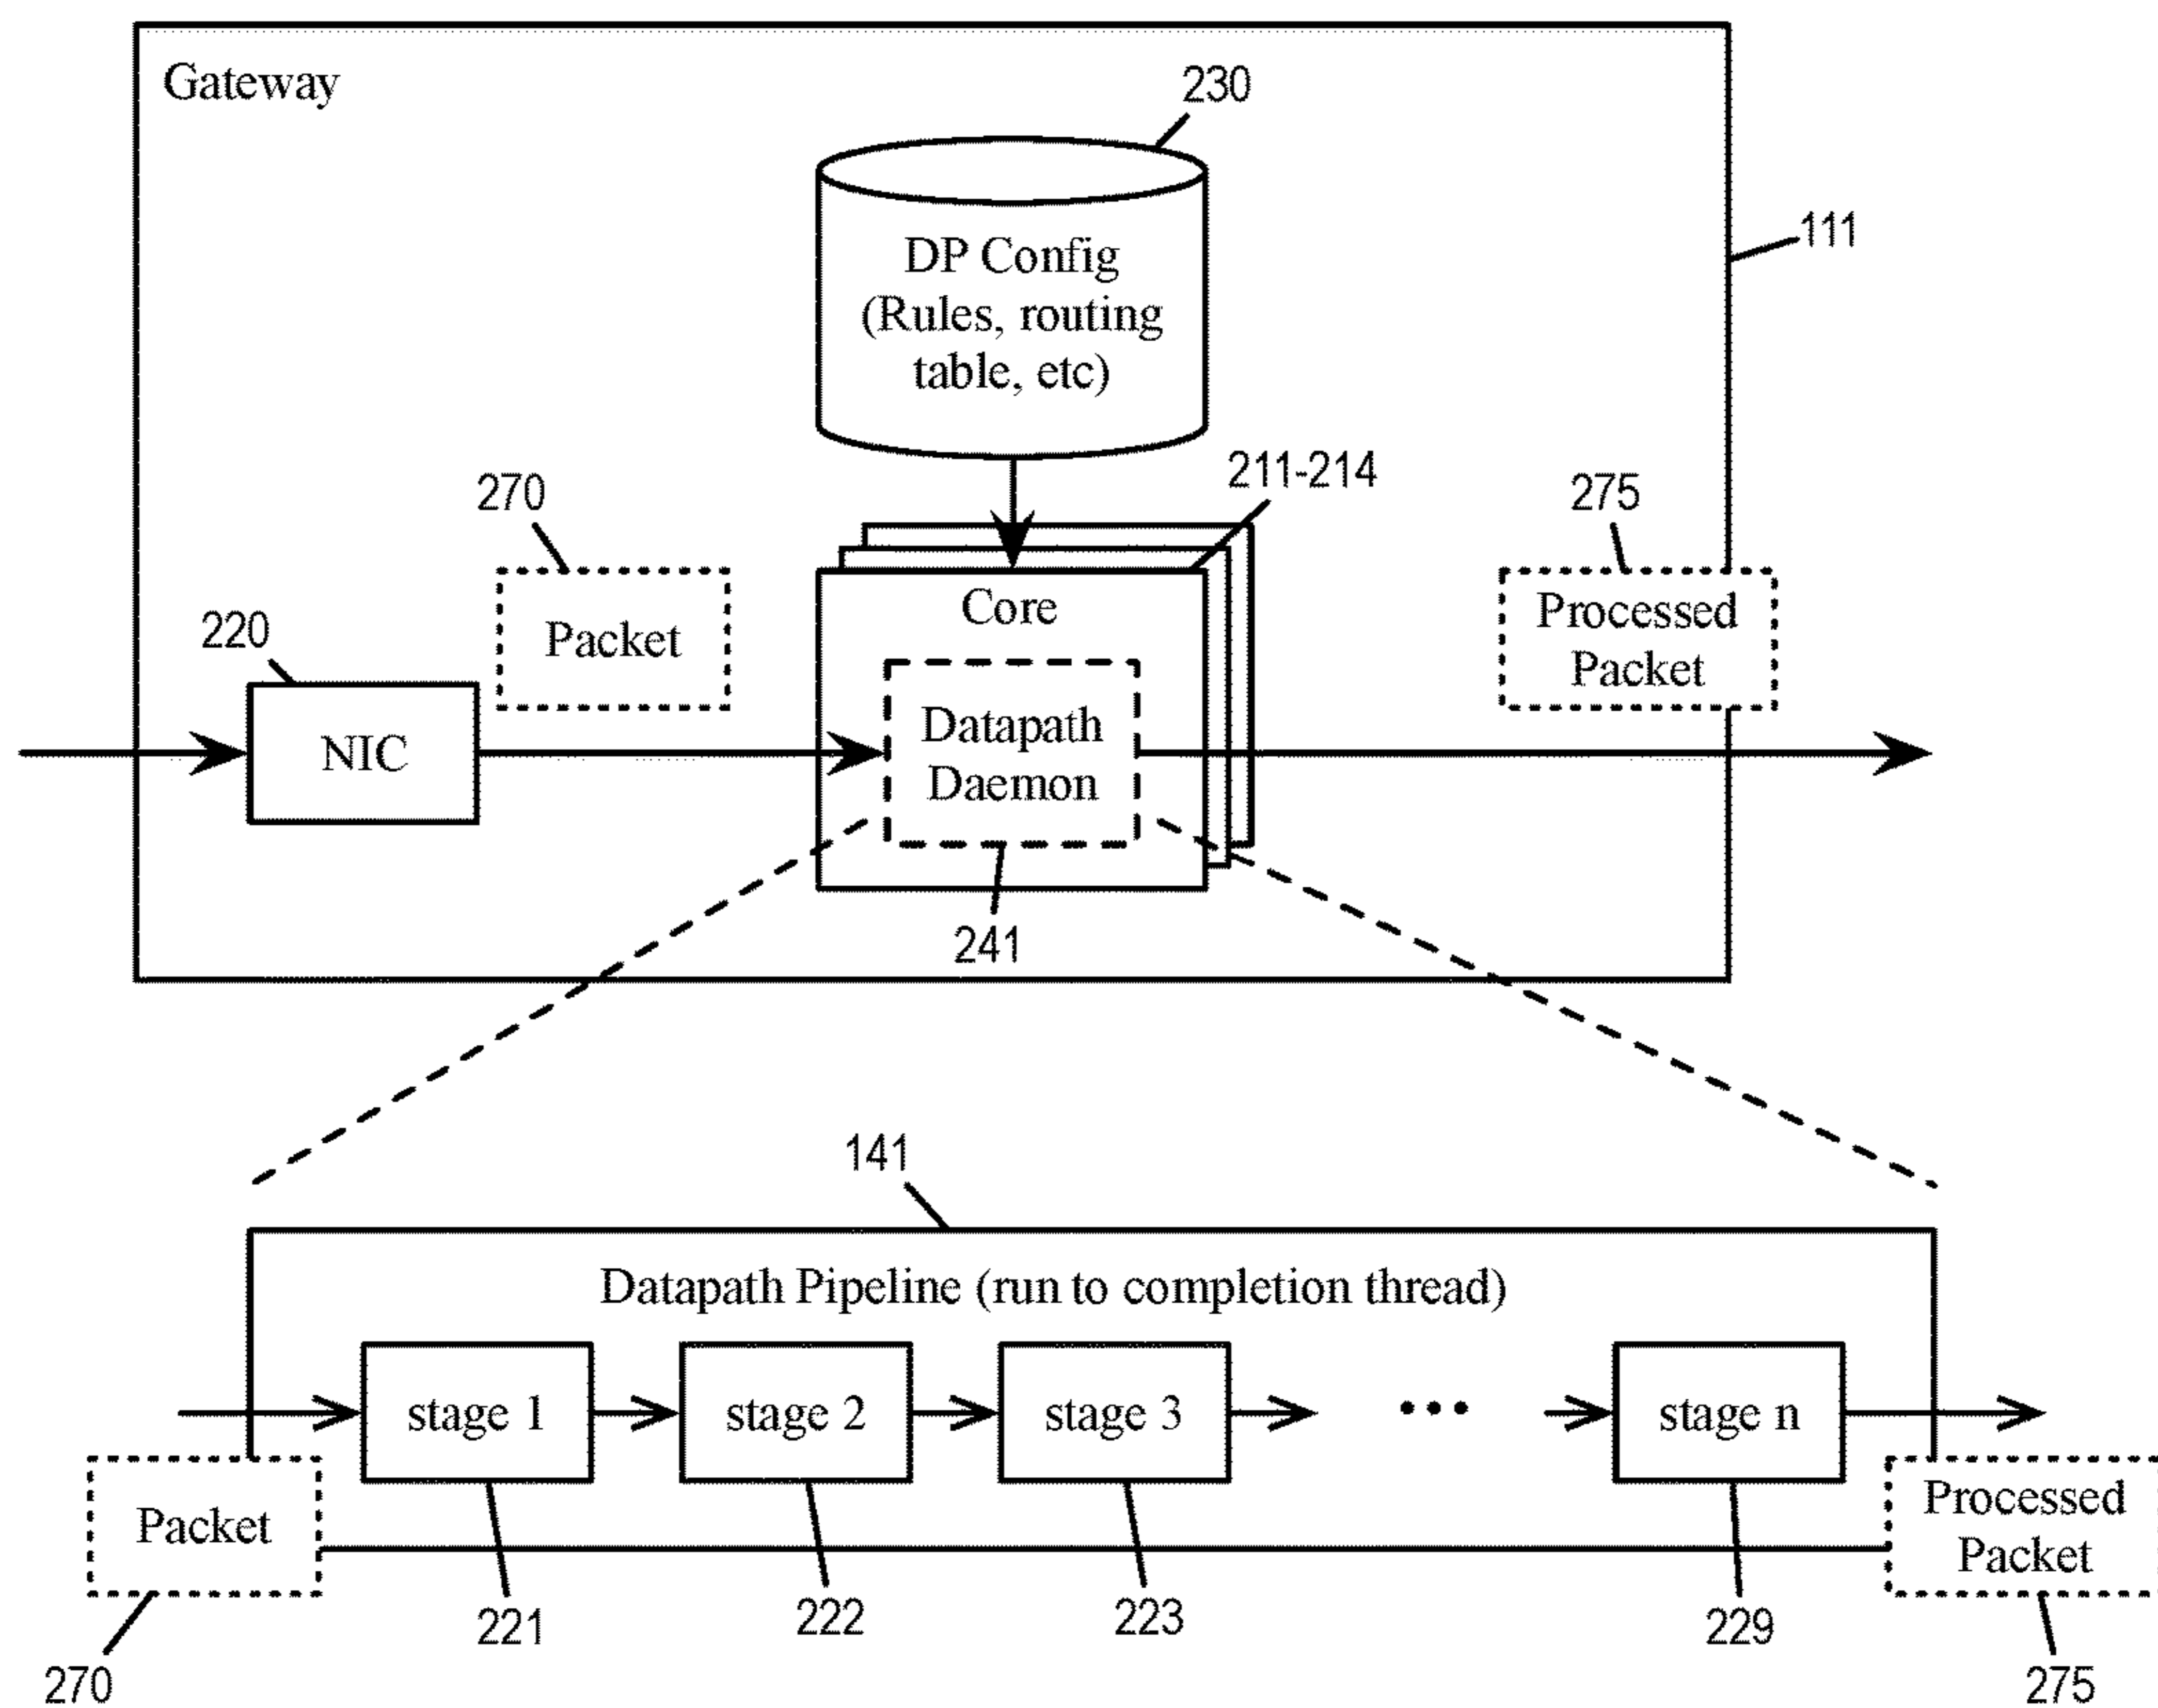 Gateway
230
DP Config
(Rules, routing
table, etc)
111
211-214
270
275
Packet
Core
Processed
Packet
220
NIC
Datapath
Daemon
241
141
Datapath Pipeline (run to completion thread)
stage 1
stage 2
stage 3
•••
stage n
Packet
Processed
Packet
221
222
223
229
270
275